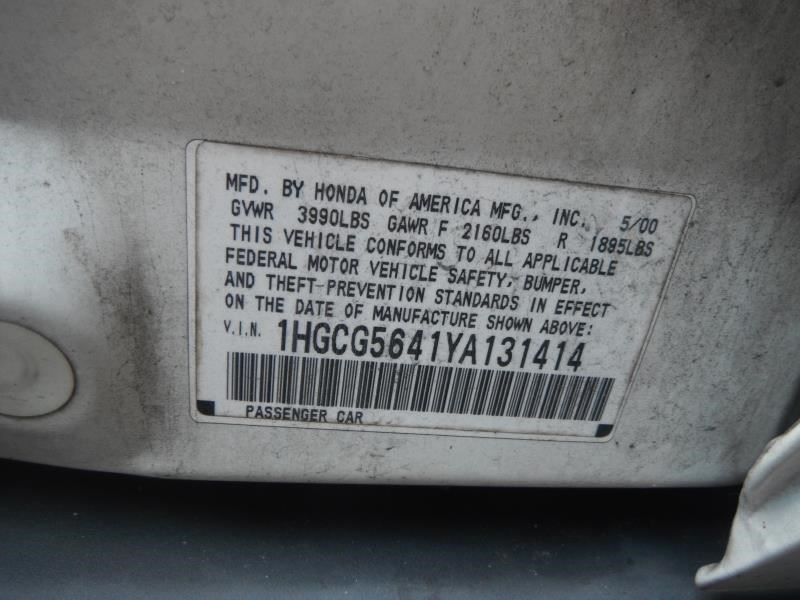 MFD. BY HONDA OF AMERICA MFG., INC. 5/00
GVWR 3990LBS GAWR F 2160LBS R 1895LBS
THIS VEHICLE CONFORMS TO ALL APPLICABLE
FEDERAL MOTOR VEHICLE SAFETY, BUMPER,
AND THEFT-PREVENTION STANDARDS IN EFFECT
ON THE DATE OF MANUFACTURE SHOWN ABOVE:
V.I.N. 1HGCG5641YA131414
PASSENGER CAR